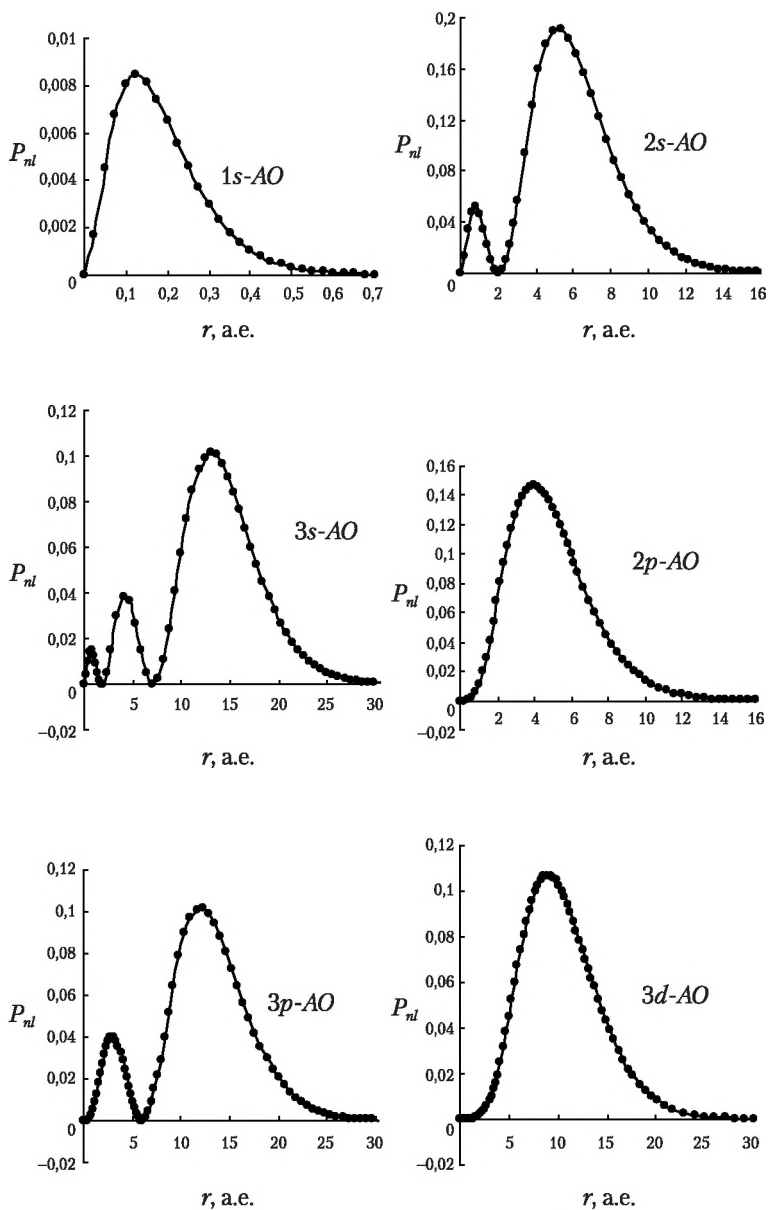 0,01
0,008
0,006
0,004
0,002
0
P_nl
1s-AO
0,1 0,2 0,3 0,4 0,5 0,6 0,7
r, a.e.
0,2
0,16
0,12
0,08
0,04
0
P_nl
2s-AO
2 4 6 8 10 12 14 16
r, a.e.
0,12
0,1
0,08
0,06
0,04
0,02
0
–0,02
P_nl
3s-AO
5 10 15 20 25 30
r, a.e.
0,16
0,14
0,12
0,1
0,08
0,06
0,04
0,02
0
–0,02
P_nl
2p-AO
2 4 6 8 10 12 14 16
r, a.e.
0,12
0,1
0,08
0,06
0,04
0,02
0
–0,02
P_nl
3p-AO
5 10 15 20 25 30
r, a.e.
0,12
0,1
0,08
0,06
0,04
0,02
0
–0,02
P_nl
3d-AO
5 10 15 20 25 30
r, a.e.